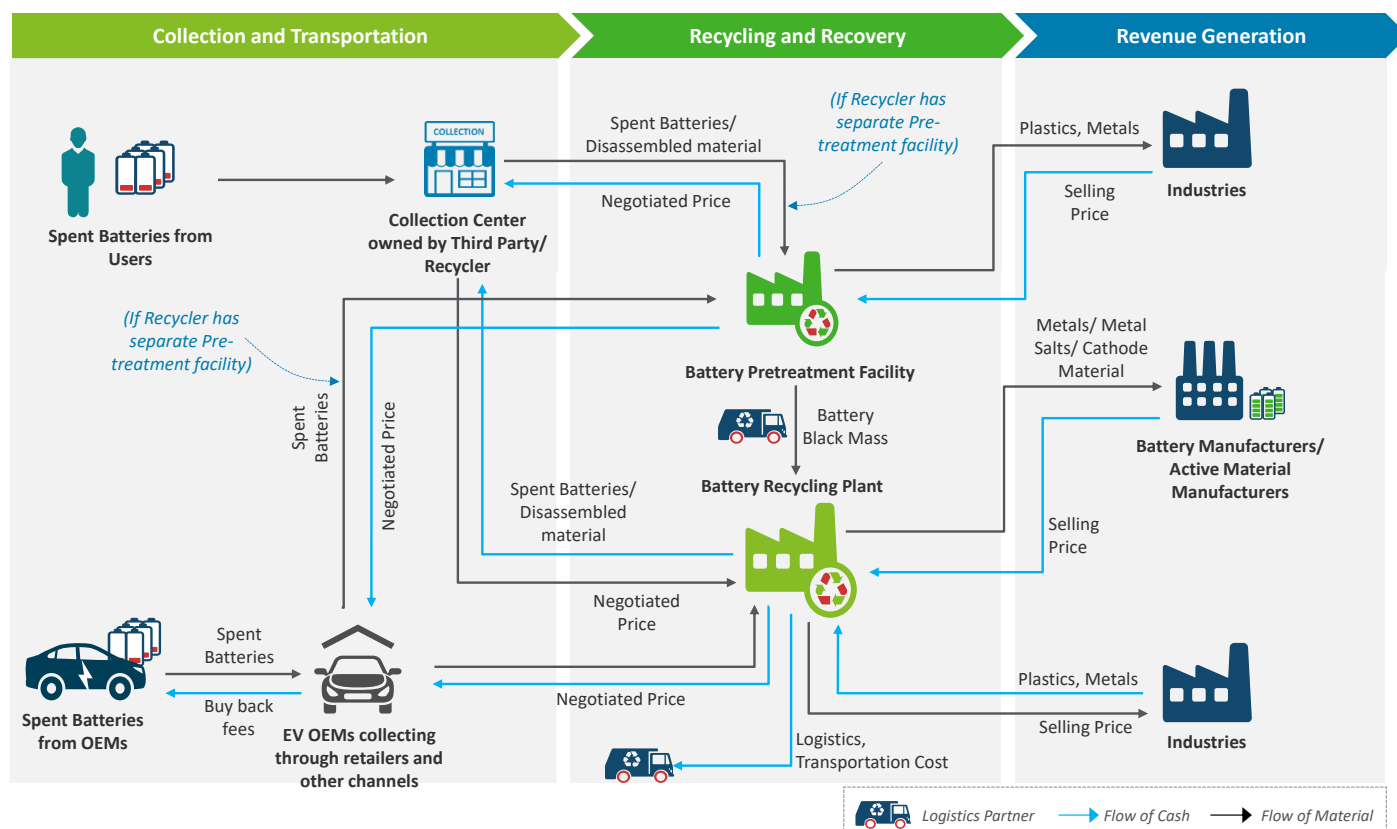 Collection and Transportation
Recycling and Recovery
Revenue Generation
COLLECTION
Spent Batteries from
Users
Collection Center
owned by Third Party/
Recycler
Spent Batteries/
Disassembled material
Negotiated Price
(If Recycler has
separate Pre-
treatment facility)
Plastics, Metals
Selling
Price
Industries
(If Recycler has
separate Pre-
treatment facility)
Spent
Batteries
Negotiated Price
Battery Pretreatment Facility
Battery
Black Mass
Metals/ Metal
Salts/ Cathode
Material
Battery Manufacturers/
Active Material
Manufacturers
Battery Recycling Plant
Spent Batteries/
Disassembled
material
Selling
Price
Negotiated
Price
Spent
Batteries
Buy back
fees
Spent Batteries
from OEMs
EV OEMs collecting
through retailers and
other channels
Negotiated Price
Logistics,
Transportation Cost
Plastics, Metals
Selling Price
Industries
Logistics Partner
Flow of Cash
Flow of Material